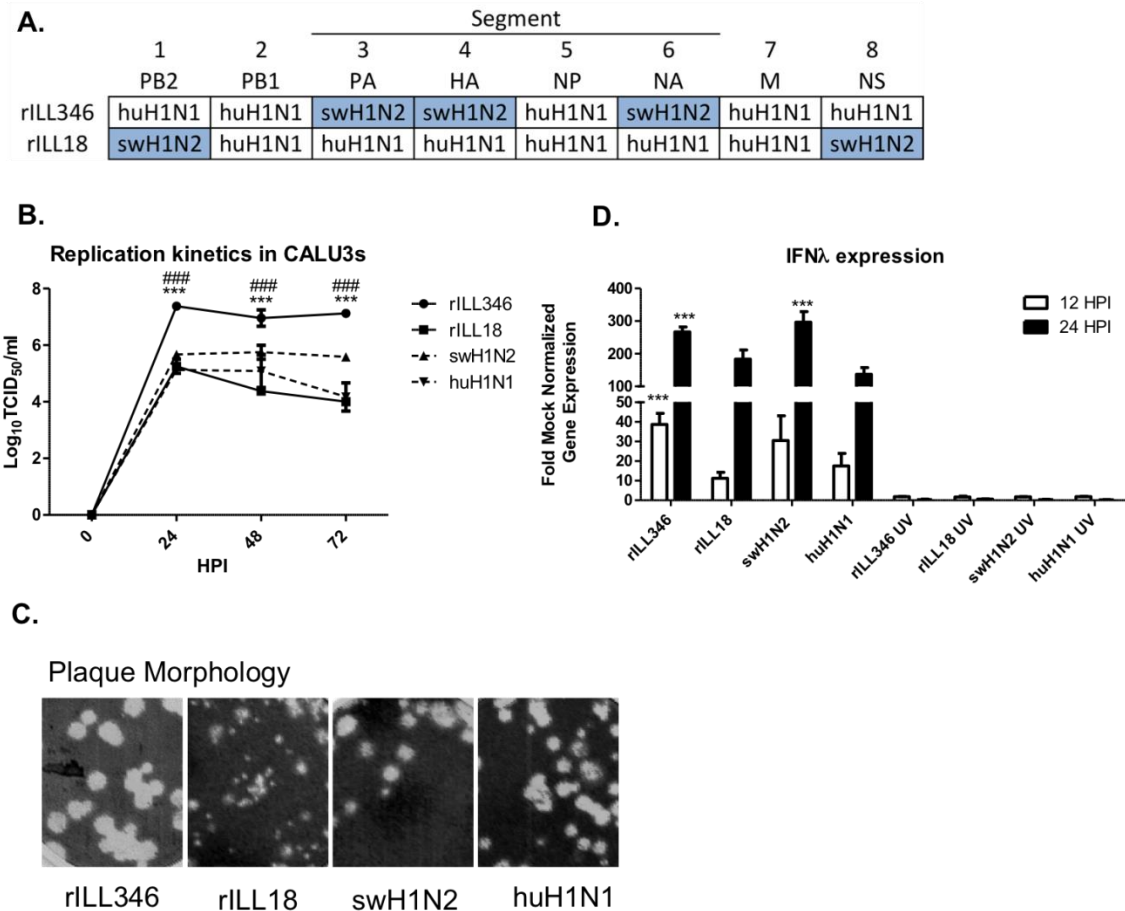 A.
Segment
1 2 3 4 5 6 7 8
PB2 PB1 PA HA NP NA M NS
rILL346 huH1N1 huH1N1 swH1N2 swH1N2 huH1N1 swH1N2 huH1N1 huH1N1
rILL18 swH1N2 huH1N1 huH1N1 huH1N1 huH1N1 huH1N1 huH1N1 swH1N2
B.
Replication kinetics in CALU3s
### ### ###
*** *** ***
8
6
4
2
0
Log10TCID50/ml
0 24 48 72
HPI
rILL346
rILL18
swH1N2
huH1N1
D.
IFNλ expression
12 HPI
24 HPI
Fold Mock Normalized
Gene Expression
400
300
200
100
50
40
30
20
10
0
*** *** ***
rILL346
rILL18
swH1N2
huH1N1
rILL346 UV
rILL18 UV
swH1N2 UV
huH1N1 UV
C.
Plaque Morphology
rILL346 rILL18 swH1N2 huH1N1